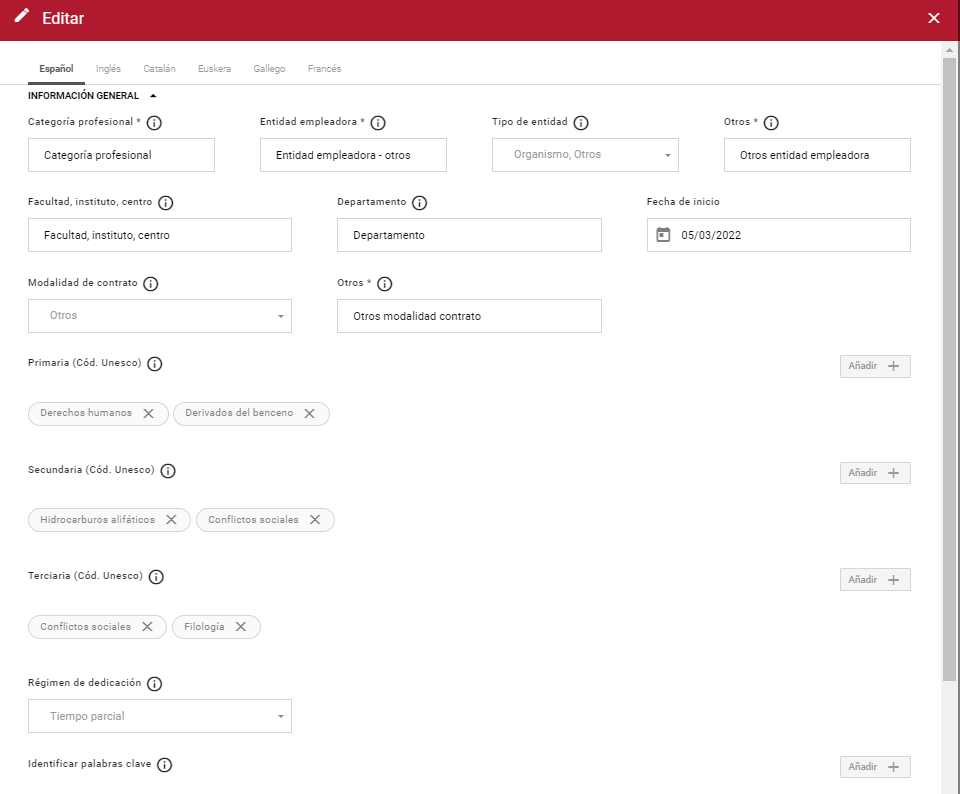 Editar
Español Inglés Catalán Euskera Gallego Francés
INFORMACIÓN GENERAL
Categoría profesional * Entidad empleadora * Tipo de entidad Otros *
Categoría profesional Entidad empleadora - otros Organismo, Otros Otros entidad empleadora
Facultad, instituto, centro Departamento Fecha de inicio
Facultad, instituto, centro Departamento 05/03/2022
Modalidad de contrato Otros *
Otros Otros modalidad contrato
Primaria (Cód. Unesco) Añadir
Derechos humanos Derivados del benceno
Secundaria (Cód. Unesco) Añadir
Hidrocarburos alifáticos Conflictos sociales
Terciaria (Cód. Unesco) Añadir
Conflictos sociales Filología
Régimen de dedicación
Tiempo parcial
Identificar palabras clave Añadir